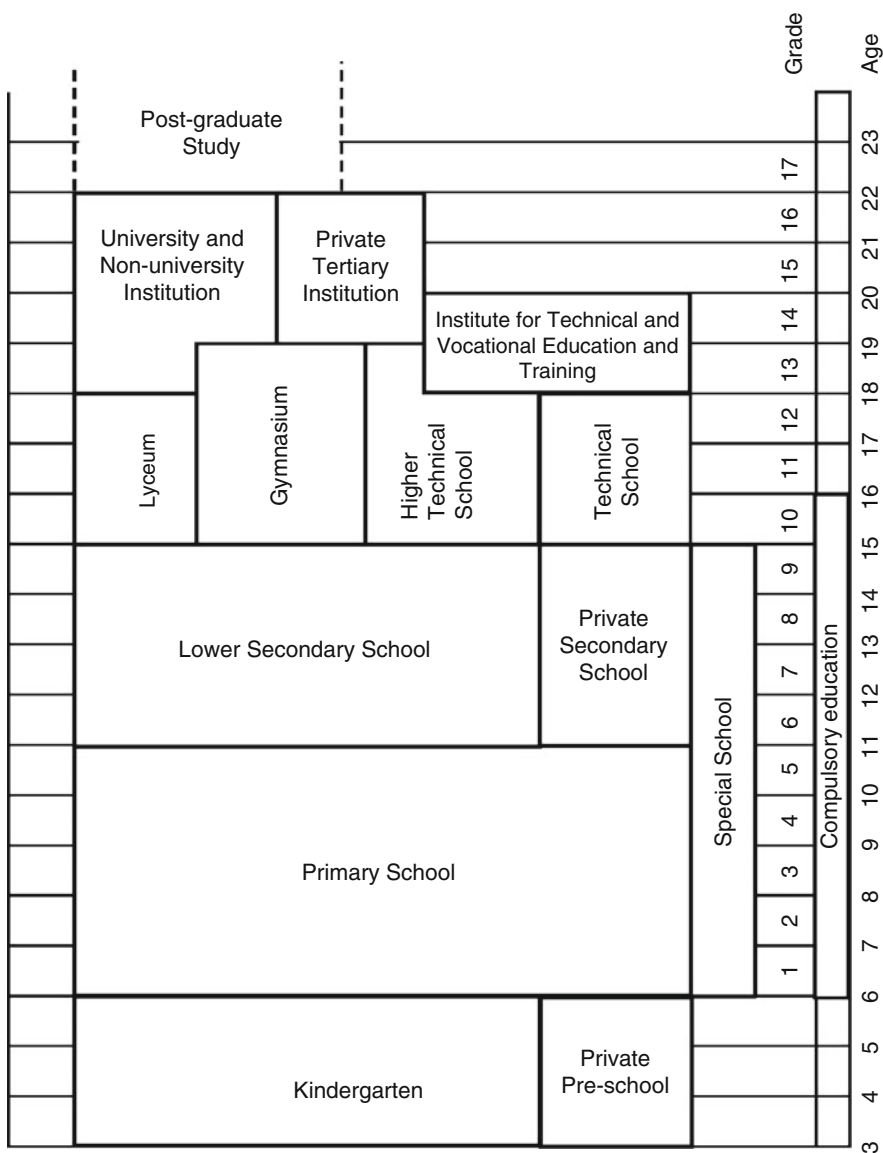 Post-graduate
Study
University and
Non-university
Institution
Private
Tertiary
Institution
Institute for Technical and
Vocational Education and
Training
Lyceum
Gymnasium
Higher
Technical
School
Technical
School
Lower Secondary School
Private
Secondary
School
Primary School
Special School
Kindergarten
Private
Pre-school
Grade
17
16
15
14
13
12
11
10
9
8
7
6
5
4
3
2
1
Compulsory education
Age
23
22
21
20
19
18
17
16
15
14
13
12
11
10
9
8
7
6
5
4
3